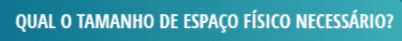 QUAL O TAMANHO DE ESPAÇO FÍSICO NECESSÁRIO?